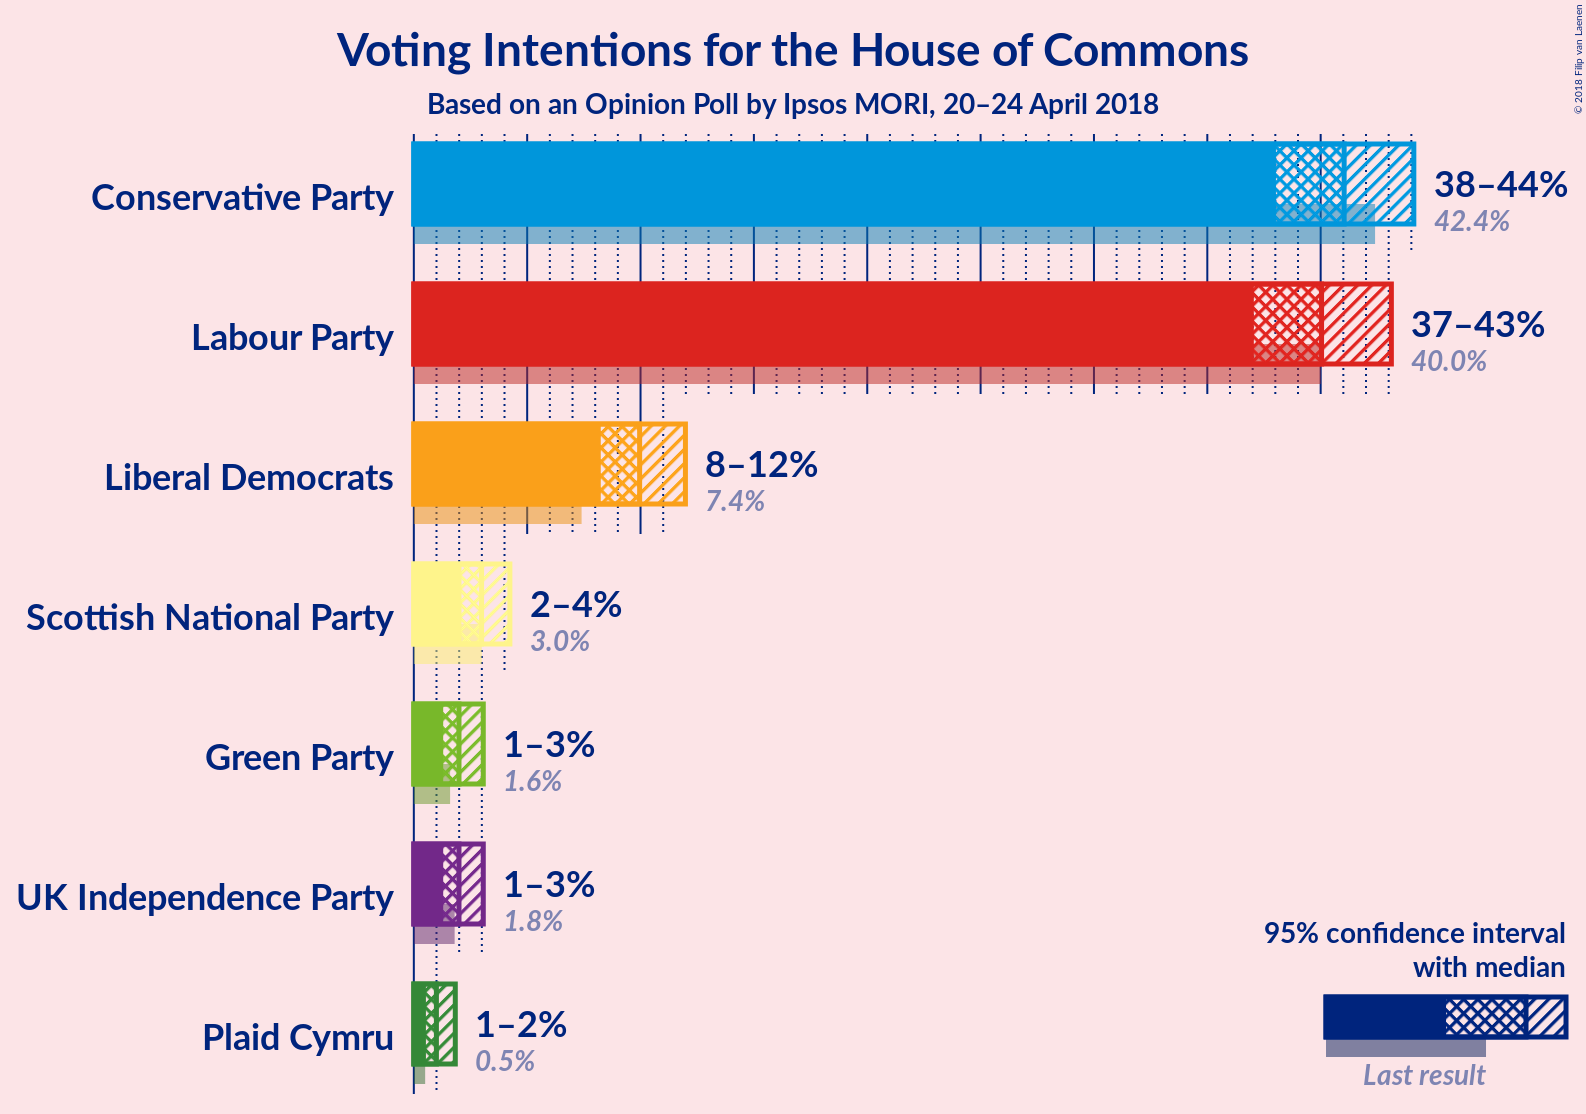 Voting Intentions for the House of Commons
Based on an Opinion Poll by Ipsos MORI, 20–24 April 2018
© 2018 Filip van Laenen
Conservative Party
38–44%
42.4%
Labour Party
37–43%
40.0%
Liberal Democrats
8–12%
7.4%
Scottish National Party
2–4%
3.0%
Green Party
1–3%
1.6%
UK Independence Party
1–3%
1.8%
Plaid Cymru
1–2%
0.5%
95% confidence interval
with median
Last result